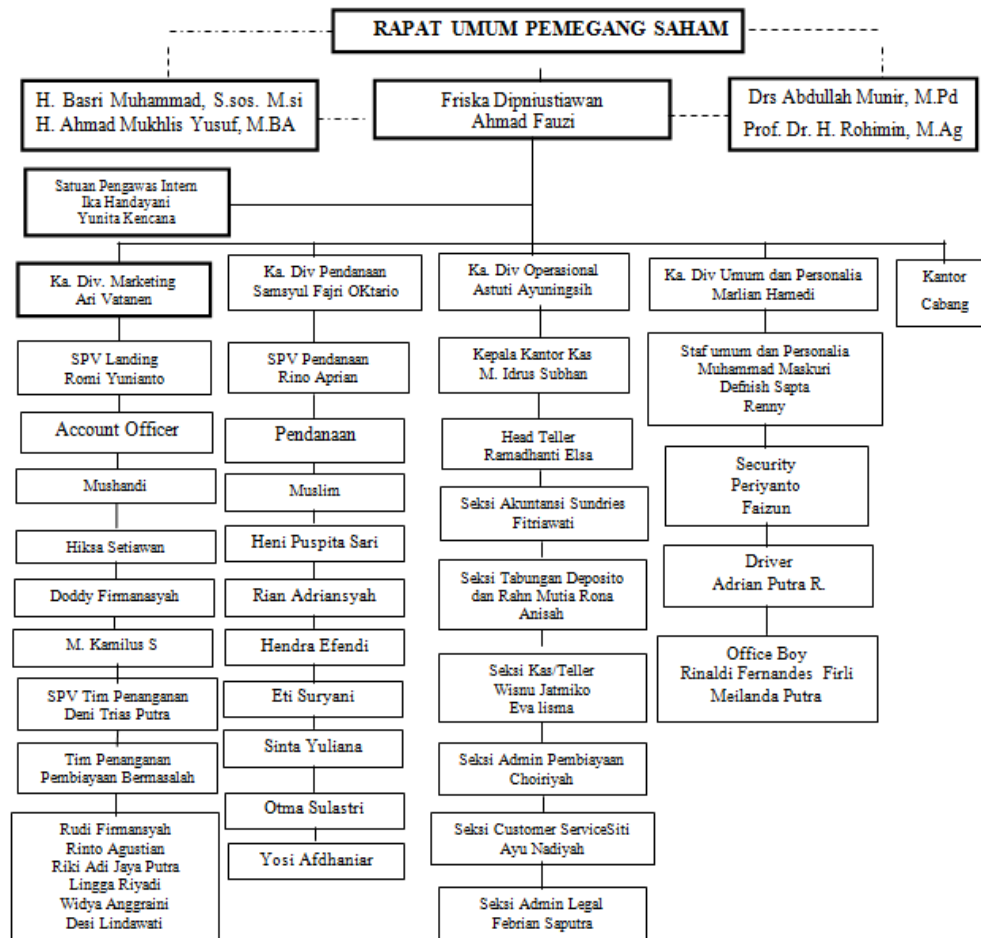 RAPAT UMUM PEMEGANG SAHAM
H. Basri Muhammad, S.sos. M.si
H. Ahmad Mukhlis Yusuf, M.BA
Friska Dipniustiawan
Ahmad Fauzi
Drs Abdullah Munir, M.Pd
Prof. Dr. H. Rohimin, M.Ag
Satuan Pengawas Intern
Ika Handayani
Yunita Kencana
Ka. Div. Marketing
Ari Vatanen
SPV Landing
Romi Yunianto
Account Officer
Mushandi
Hiksa Setiawan
Doddy Firmanasyah
M. Kamilus S
SPV Tim Penanganan
Deni Trias Putra
Tim Penanganan
Pembiayaan Bermasalah
Rudi Firmansyah
Rinto Agustian
Riki Adi Jaya Putra
Lingga Riyadi
Widya Anggraini
Desi Lindawati
Ka. Div Pendanaan
Samsyul Fajri OKtario
SPV Pendanaan
Rino Aprian
Pendanaan
Muslim
Heni Puspita Sari
Rian Adriansyah
Hendra Efendi
Eti Suryani
Sinta Yuliana
Otma Sulastri
Yosi Afdhaniar
Ka. Div Operasional
Astuti Ayuningsih
Kepala Kantor Kas
M. Idrus Subhan
Head Teller
Ramadhanti Elsa
Seksi Akuntansi Sundries
Fitriawati
Seksi Tabungan Deposito
dan Rahn Mutia Rona
Anisah
Seksi Kas/Teller
Wisnu Jatmiko
Eva lisma
Seksi Admin Pembiayaan
Choiriyah
Seksi Customer ServiceSiti
Ayu Nadiyah
Seksi Admin Legal
Febrian Saputra
Ka. Div Umum dan Personalia
Marlian Hamedi
Staf umum dan Personalia
Muhammad Maskuri
Defnish Sapta
Renny
Security
Periyanto
Faizun
Driver
Adrian Putra R.
Office Boy
Rinaldi Fernandes Firli
Meilanda Putra
Kantor
Cabang